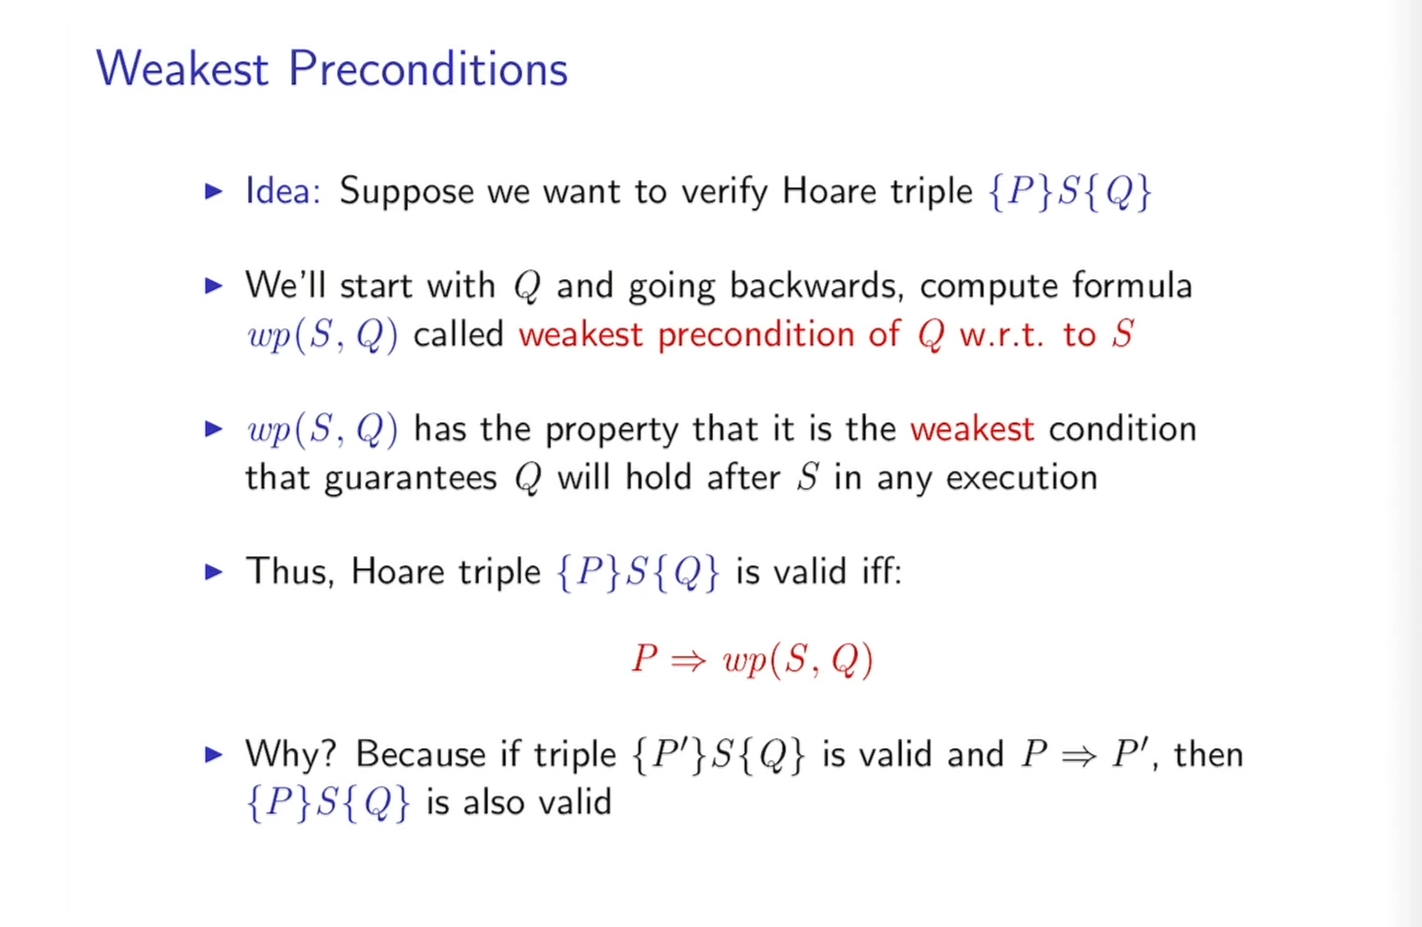 Weakest Preconditions
▶ Idea: Suppose we want to verify Hoare triple {P}S{Q}
▶ We'll start with Q and going backwards, compute formula
wp(S, Q) called weakest precondition of Q w.r.t. to S
▶ wp(S, Q) has the property that it is the weakest condition
that guarantees Q will hold after S in any execution
▶ Thus, Hoare triple {P}S{Q} is valid iff:
P ⇒ wp(S, Q)
▶ Why? Because if triple {P′}S{Q} is valid and P ⇒ P′, then
{P}S{Q} is also valid